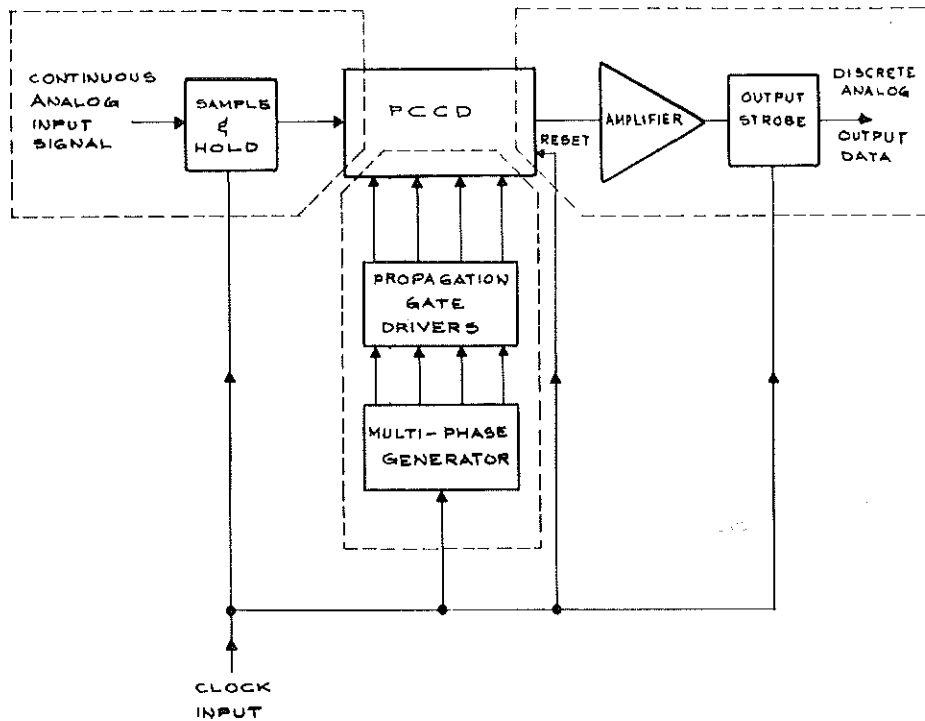 CONTINUOUS
ANALOG
INPUT
SIGNAL
SAMPLE
&
HOLD
PCCD
RESET
AMPLIFIER
OUTPUT
STROBE
DISCRETE
ANALOG
OUTPUT
DATA
PROPAGATION
GATE
DRIVERS
MULTI-PHASE
GENERATOR
CLOCK
INPUT